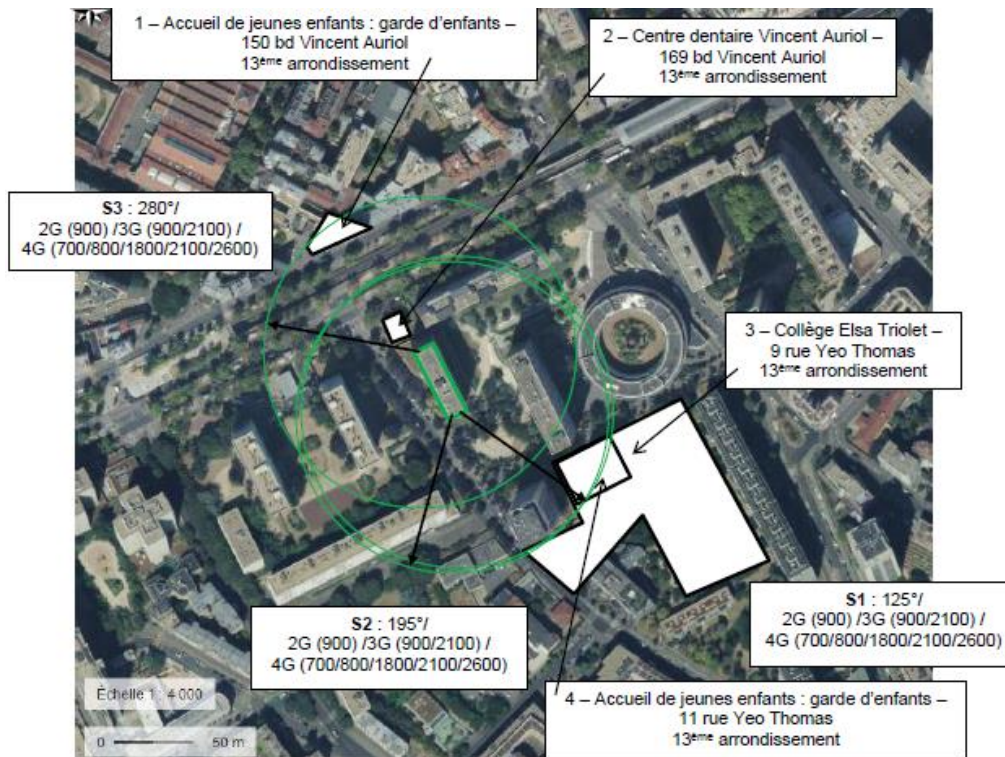 1 – Accueil de jeunes enfants : garde d'enfants –
150 bd Vincent Auriol
13ème arrondissement
2 – Centre dentaire Vincent Auriol –
169 bd Vincent Auriol
13ème arrondissement
S3 : 280°/
2G (900) /3G (900/2100) /
4G (700/800/1800/2100/2600)
3 – Collège Elsa Triolet –
9 rue Yeo Thomas
13ème arrondissement
S2 : 195°/
2G (900) /3G (900/2100) /
4G (700/800/1800/2100/2600)
S1 : 125°/
2G (900) /3G (900/2100) /
4G (700/800/1800/2100/2600)
4 – Accueil de jeunes enfants : garde d'enfants –
11 rue Yeo Thomas
13ème arrondissement
Échelle 1 : 4 000
0 50 m